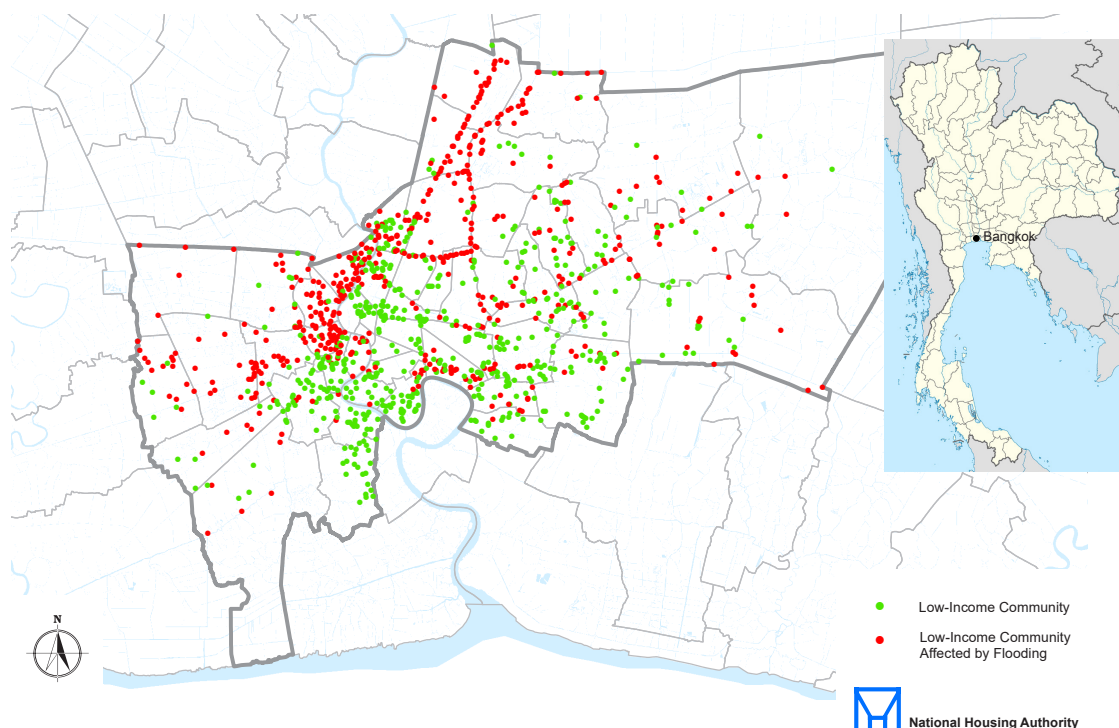 Bangkok
N
Low-Income Community
Low-Income Community
Affected by Flooding
National Housing Authority